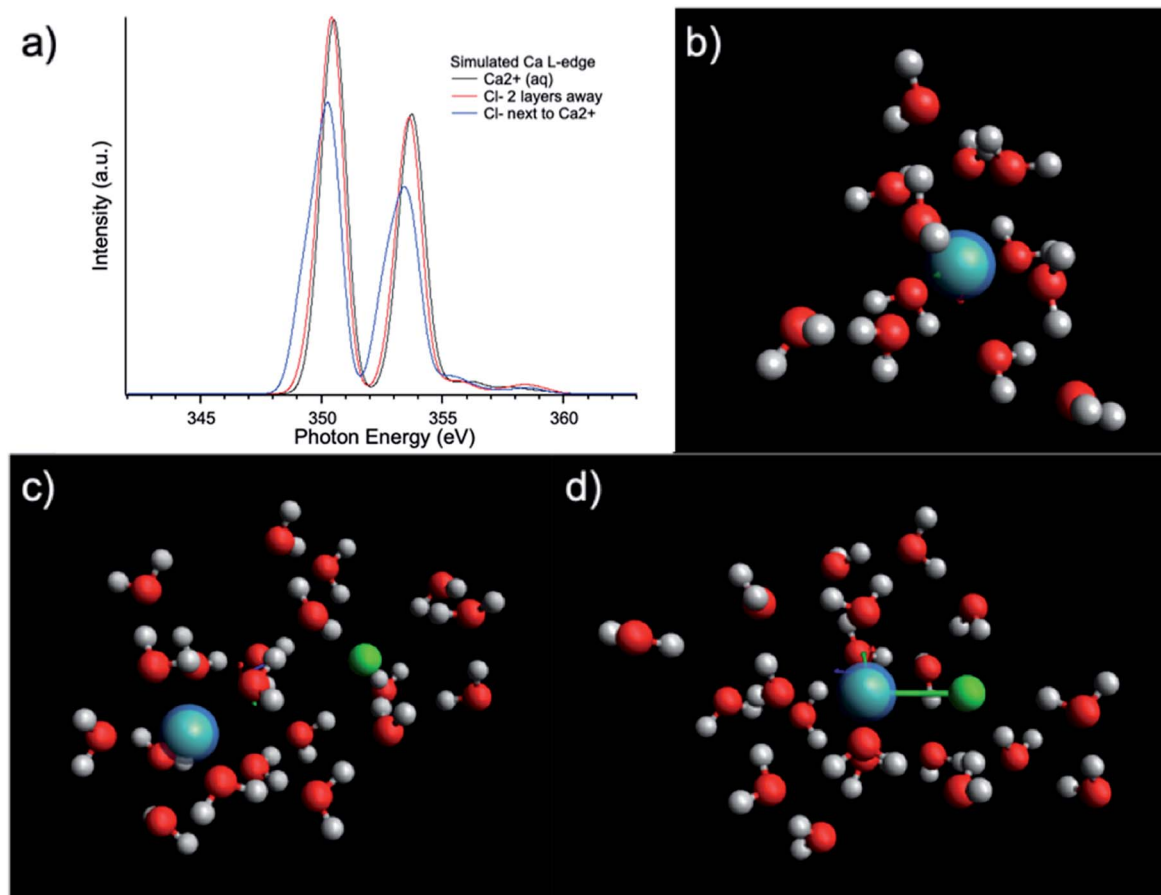 a)
Simulated Ca L-edge
Ca2+ (aq)
Cl- 2 layers away
Cl- next to Ca2+
Intensity (a.u.)
345
350
355
360
Photon Energy (eV)
b)
c)
d)